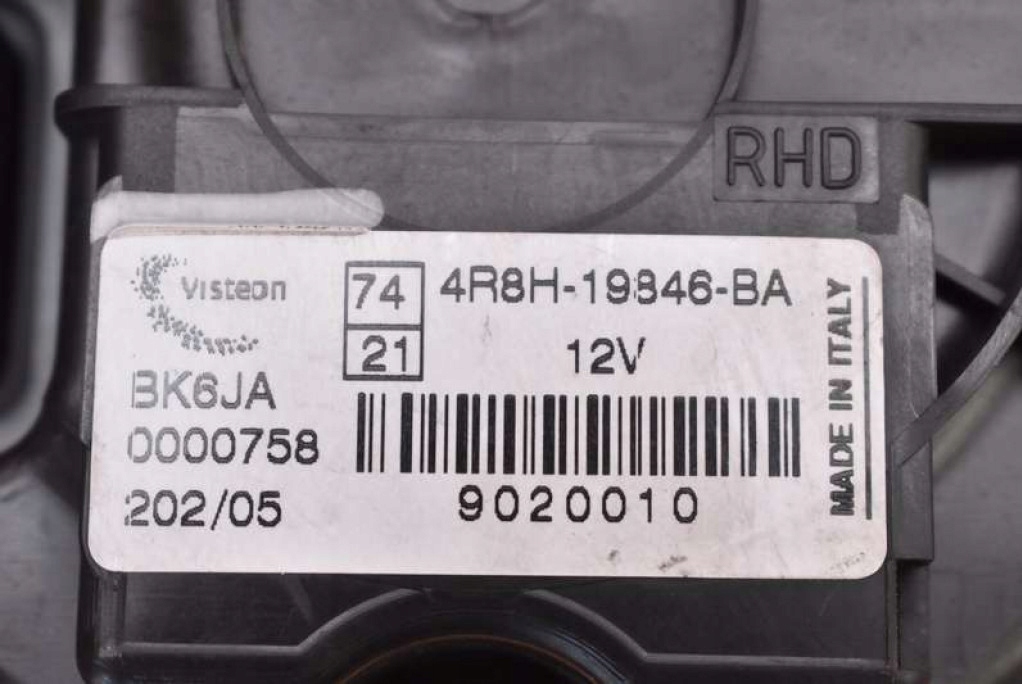 RHD
Visteon
74
21
4R8H-19846-BA
12V
BK6JA
0000758
202/05
9020010
MADE IN ITALY